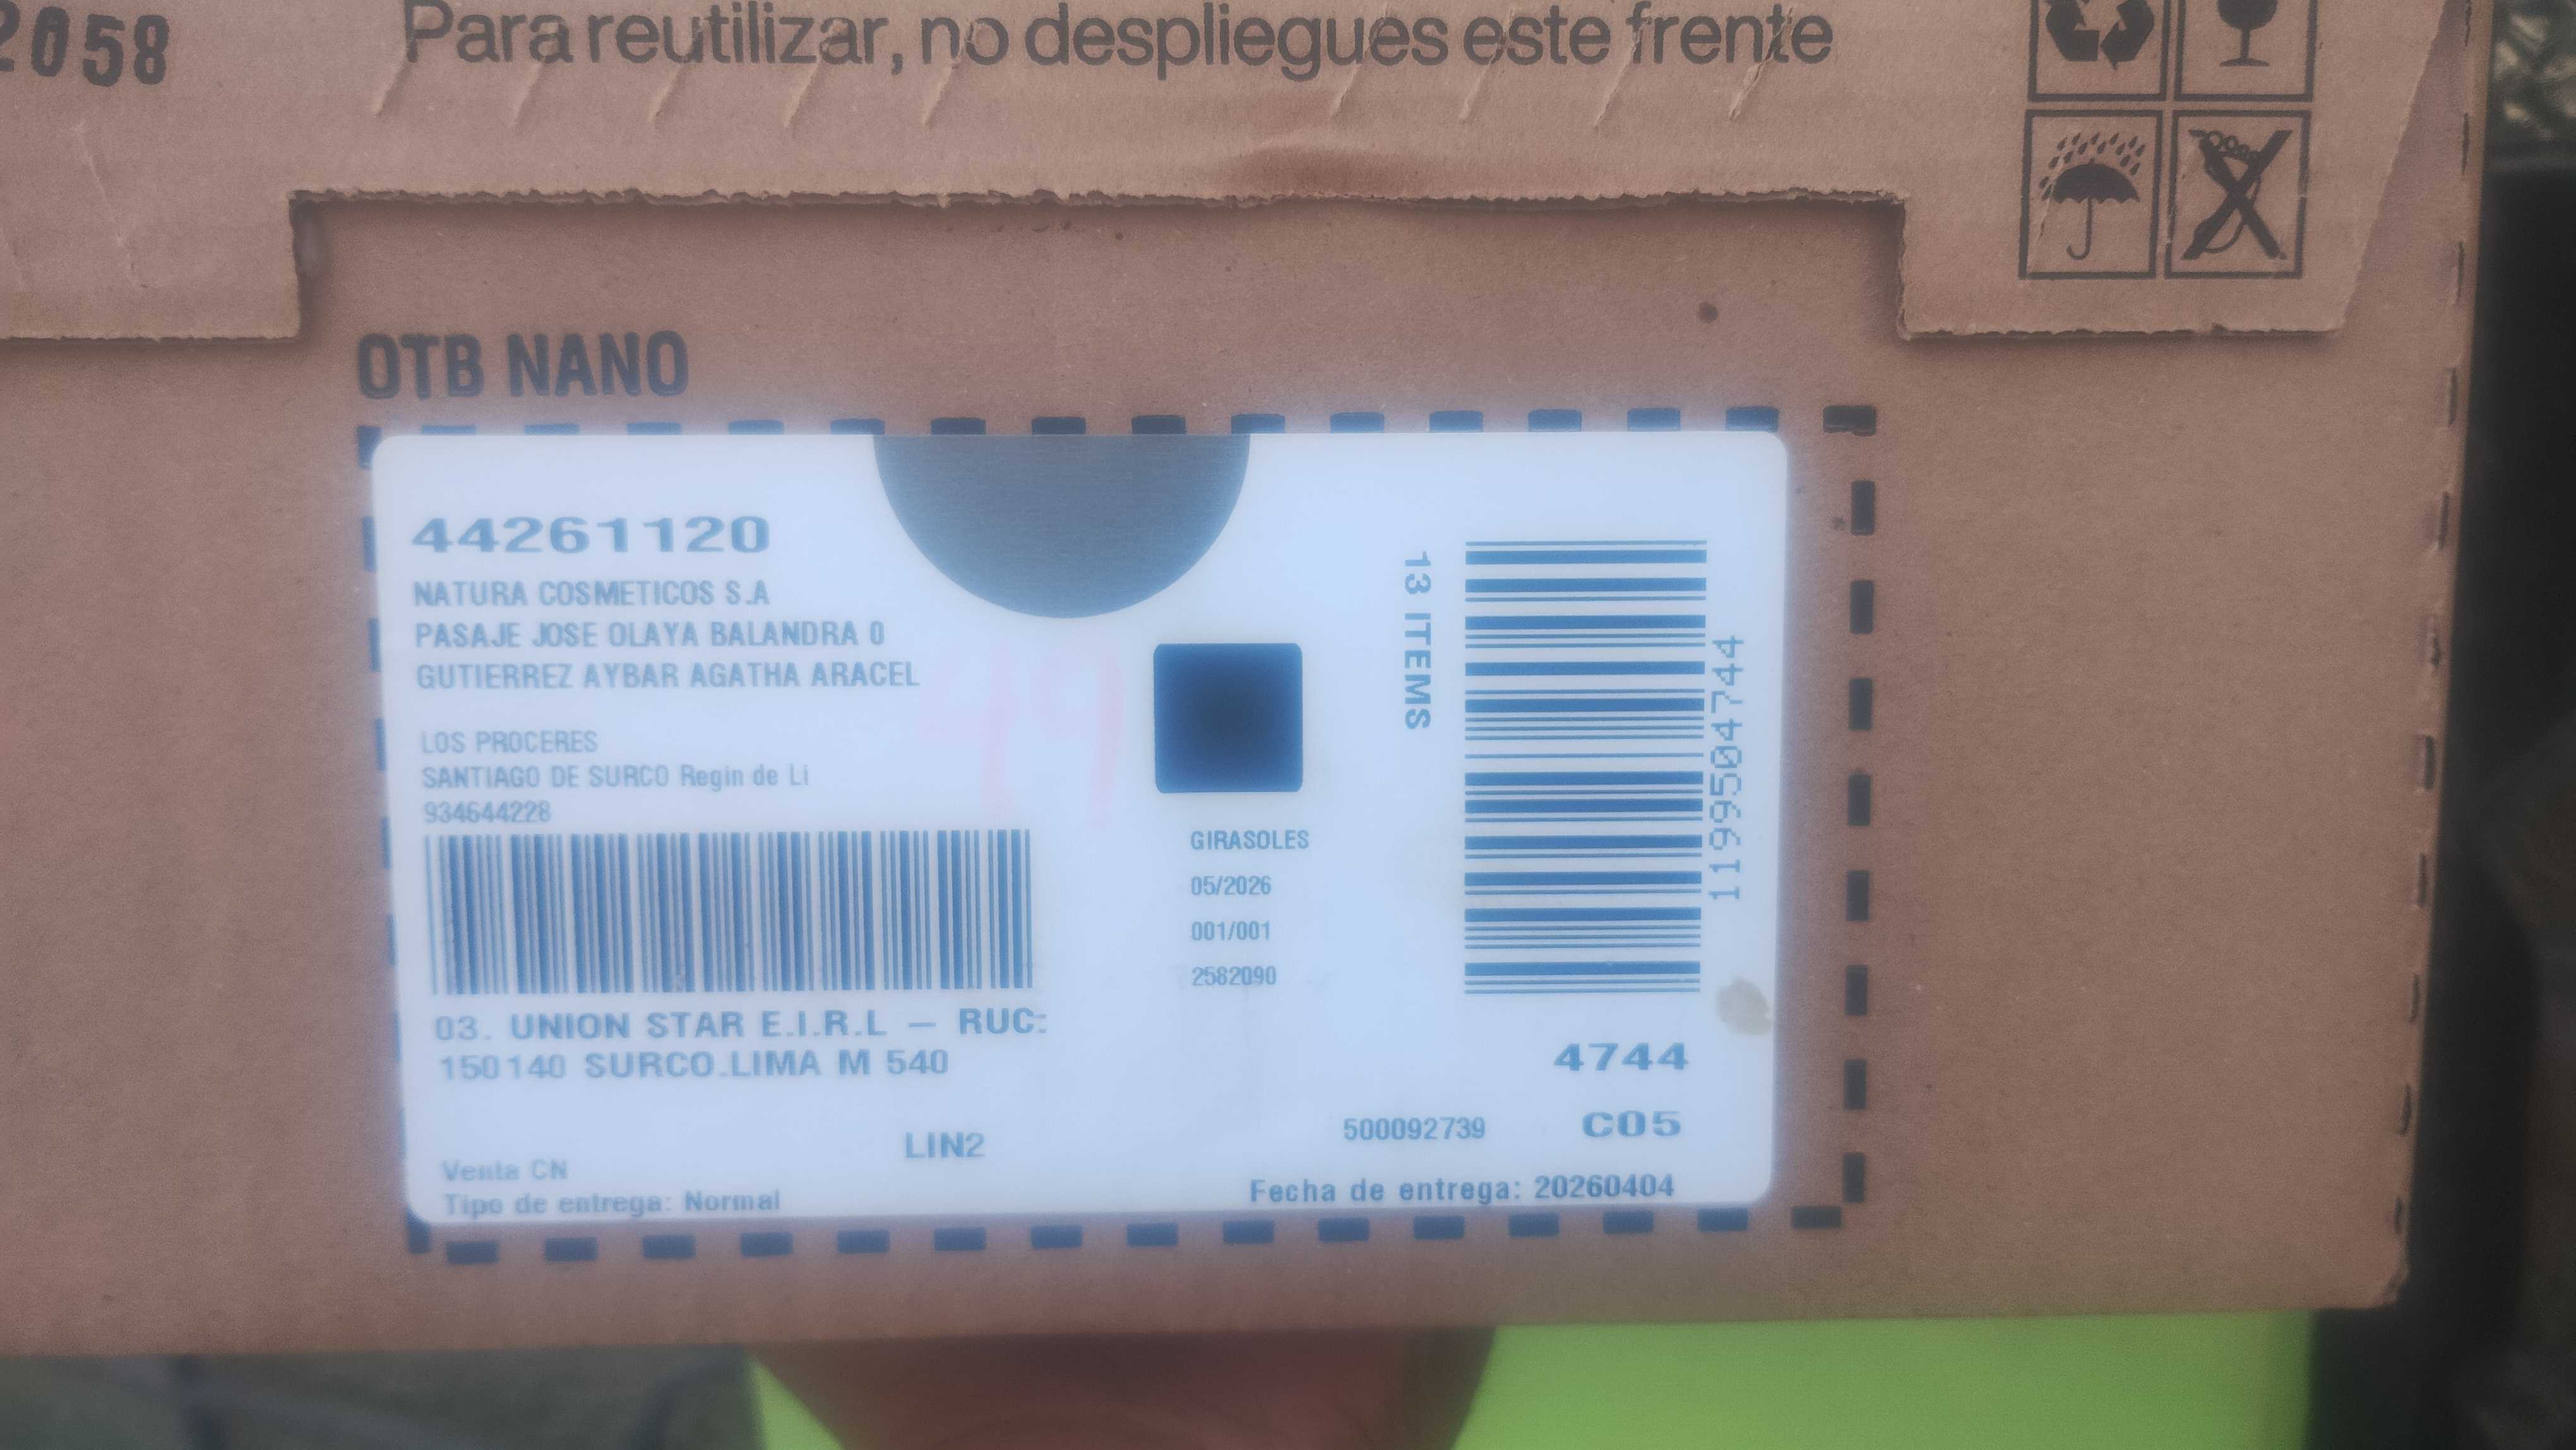 2058
Para reutilizar, no despliegues este frente
OTB NANO
44261120
NATURA COSMETICOS S.A
PASAJE JOSE OLAYA BALANDRA 0
GUTIERREZ AYBAR AGATHA ARACEL
LOS PROCERES
SANTIAGO DE SURCO Regin de Li
934644228
03. UNION STAR E.I.R.L – RUC:
150140 SURCO.LIMA M 540
LIN2
Venta CN
Tipo de entrega: Normal
GIRASOLES
05/2026
001/001
2582090
13 ITEMS
1199504744
4744
500092739 C05
Fecha de entrega: 20260404